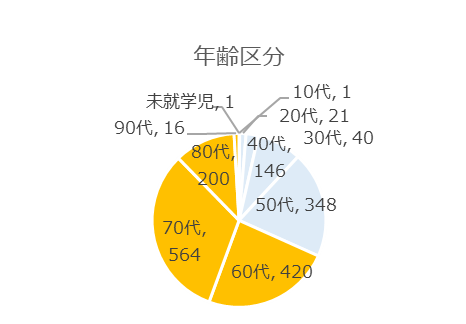 年齢区分
未就学児, 1
10代, 1
20代, 21
30代, 40
40代,
146
50代, 348
60代, 420
70代,
564
80代,
200
90代, 16